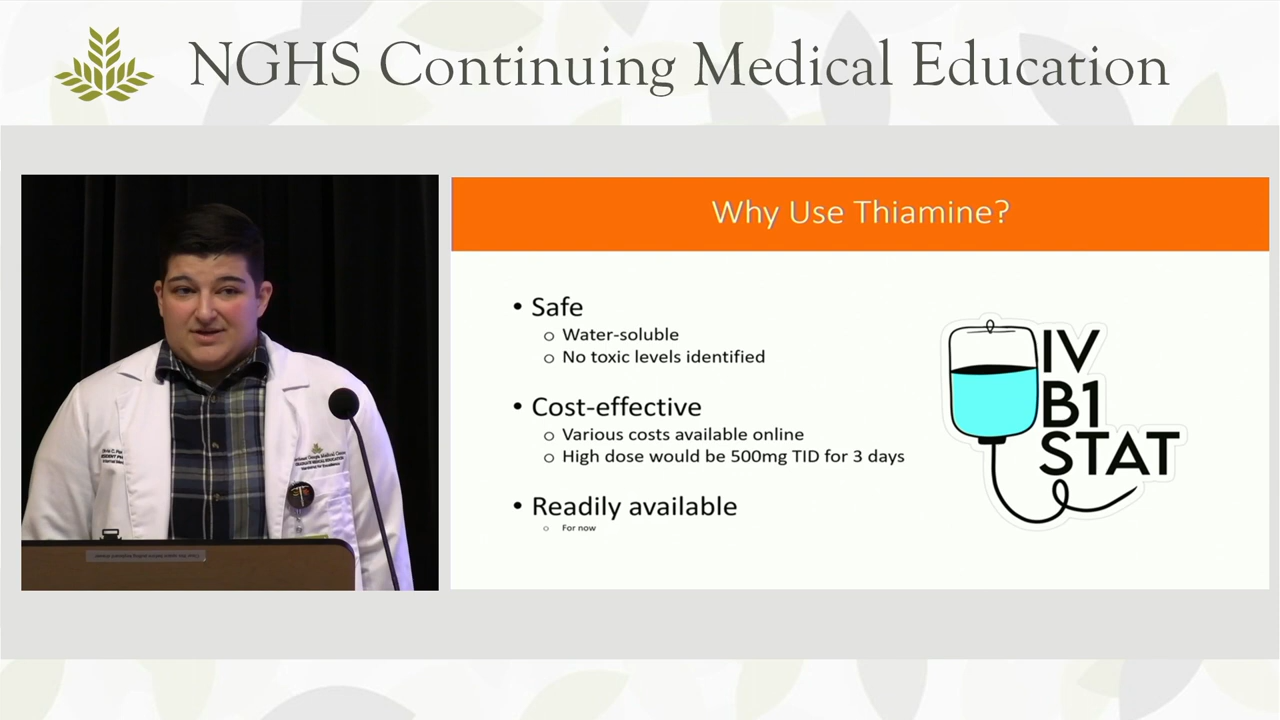 NGHS Continuing Medical Education
Why Use Thiamine?
• Safe
o Water-soluble
o No toxic levels identified
• Cost-effective
o Various costs available online
o High dose would be 500mg TID for 3 days
• Readily available
o For now
IV
B1
STAT